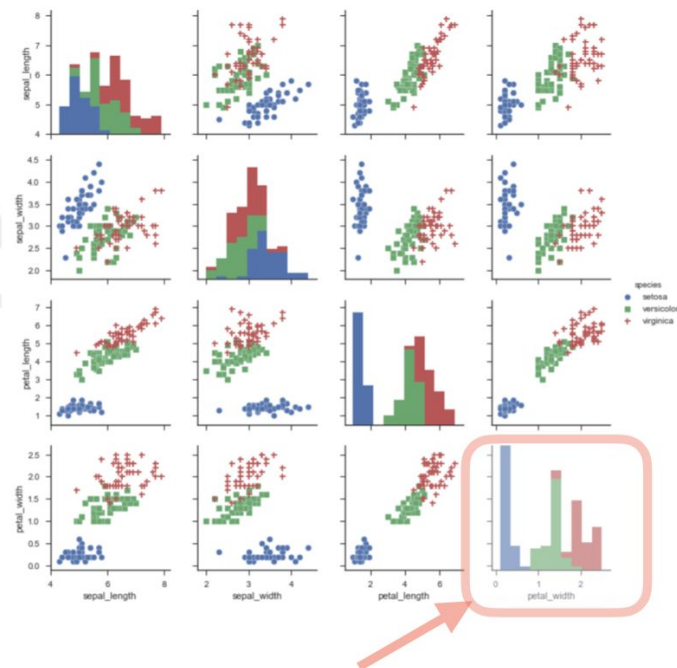 8
7
6
5
4
sepal_length
4.5
4.0
3.5
3.0
2.5
2.0
sepal_width
species
setosa
versicolor
virginica
7
6
5
4
3
2
1
petal_length
2.5
2.0
1.5
1.0
0.5
0.0
petal_width
4 6 8
2 3 4
2 4 6
0 1 2
sepal_length
sepal_width
petal_length
petal_width